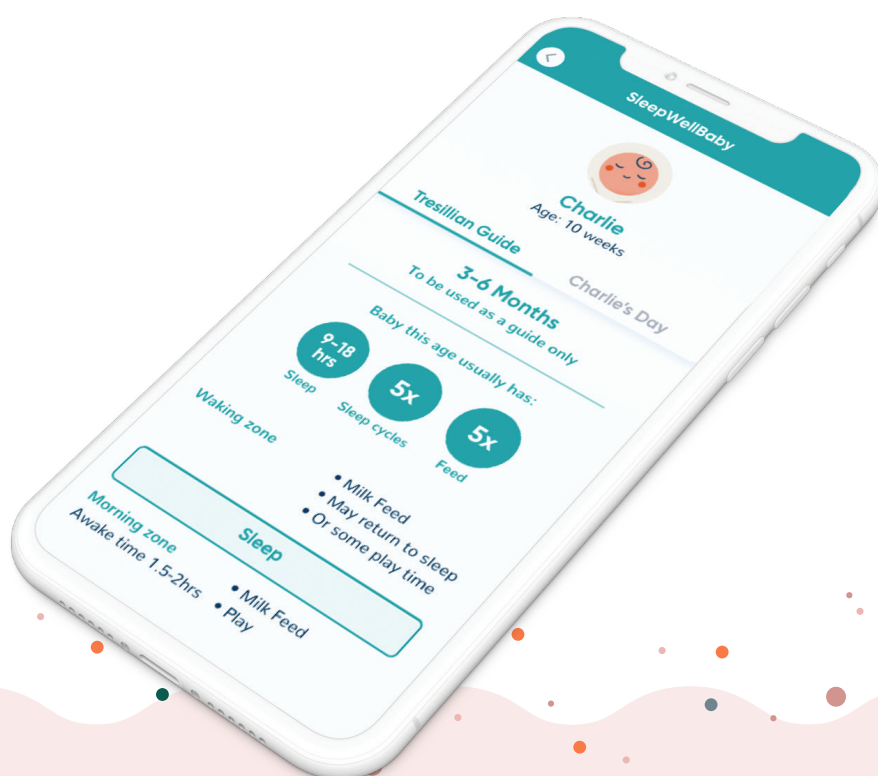 SleepWellBaby
Charlie
Age: 10 weeks
Tresillian Guide
Charlie's Day
3-6 Months
To be used as a guide only
Baby this age usually has:
9-18
hrs
Sleep
5x
Sleep cycles
5x
Feed
Waking zone
• Milk Feed
• May return to sleep
• Or some play time
Sleep
Morning zone
Awake time 1.5-2hrs
• Milk Feed
• Play